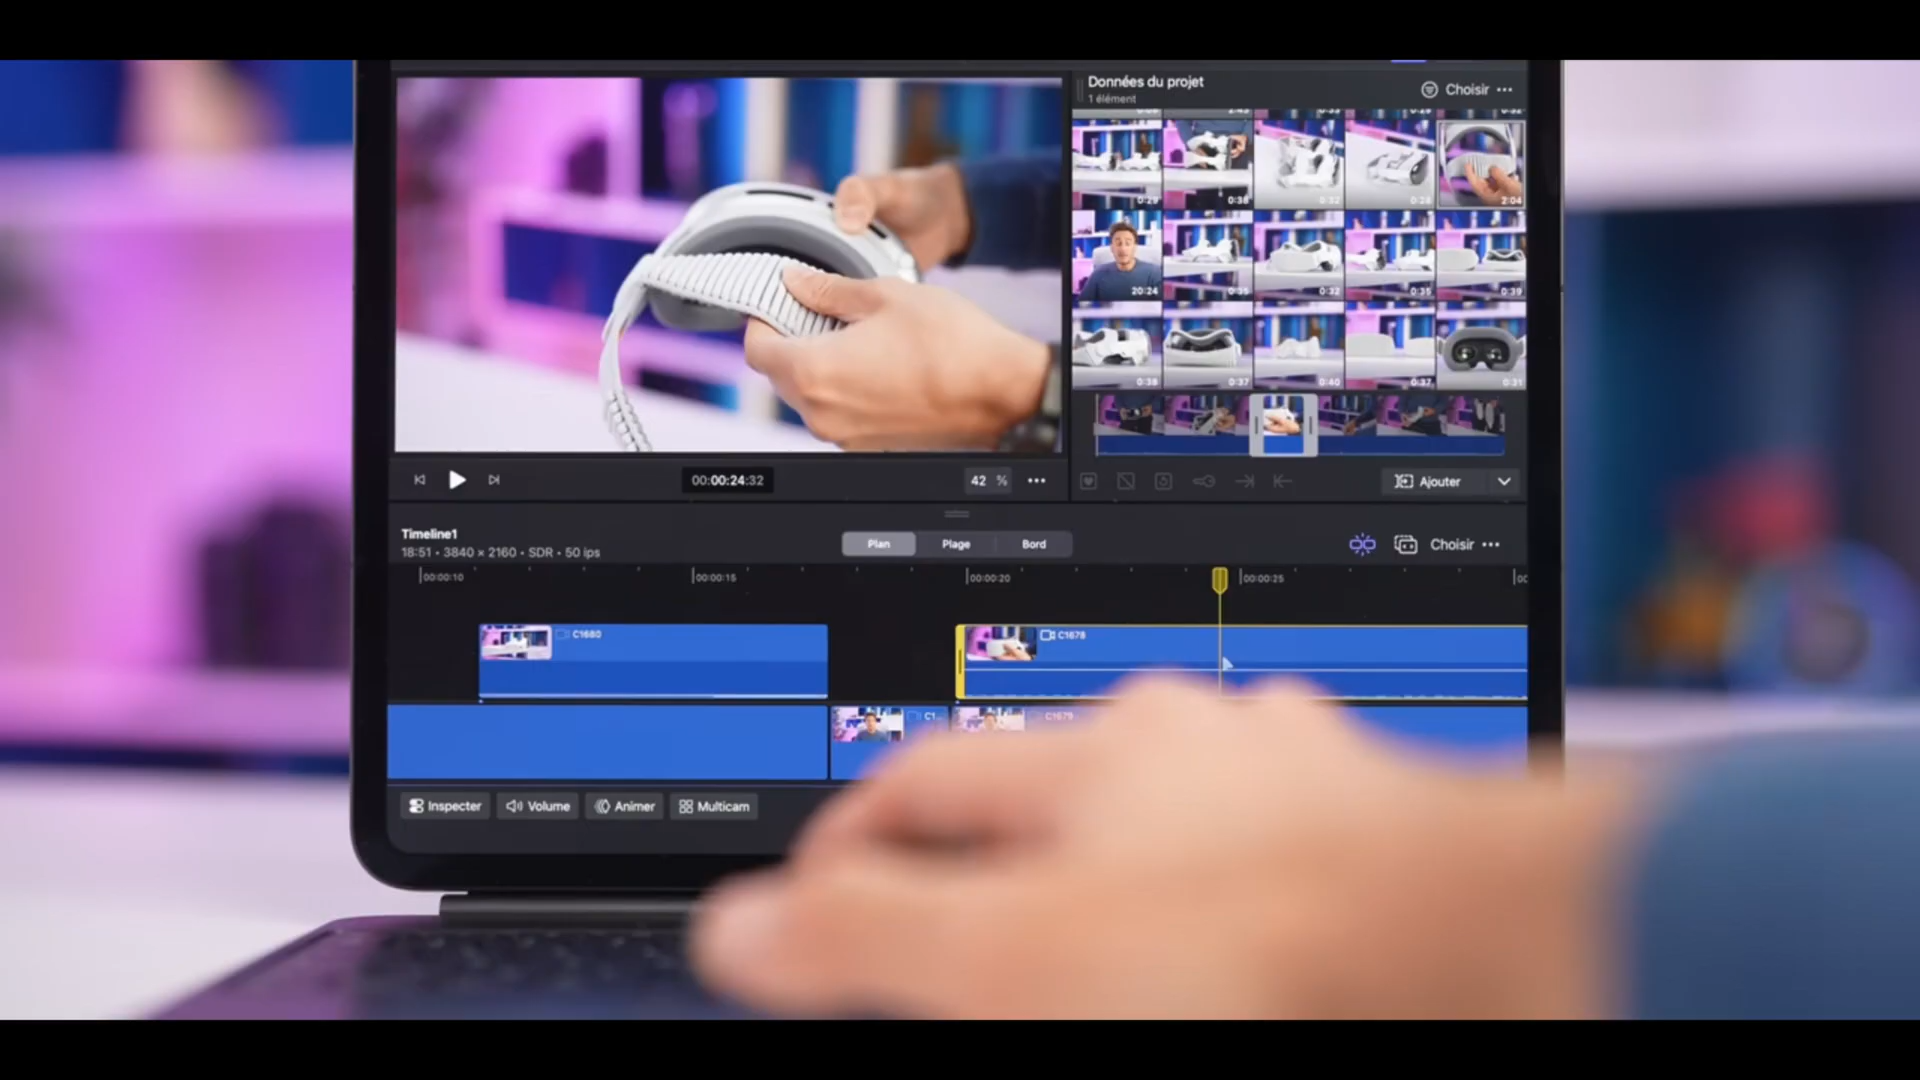 Données du projet
1 élément
Choisir
0:29
0:38
0:32
0:28
2:04
20:24
0:35
0:32
0:35
0:39
0:38
0:37
0:40
0:37
0:31
00:00:24:32
42 %
Ajouter
Timeline1
18:51 • 3840 × 2160 • SDR • 50 ips
Plan
Plage
Bord
Choisir
00:00:10
00:00:15
00:00:20
00:00:25
C1680
C1678
C1...
C1679
Inspecter
Volume
Animer
Multicam